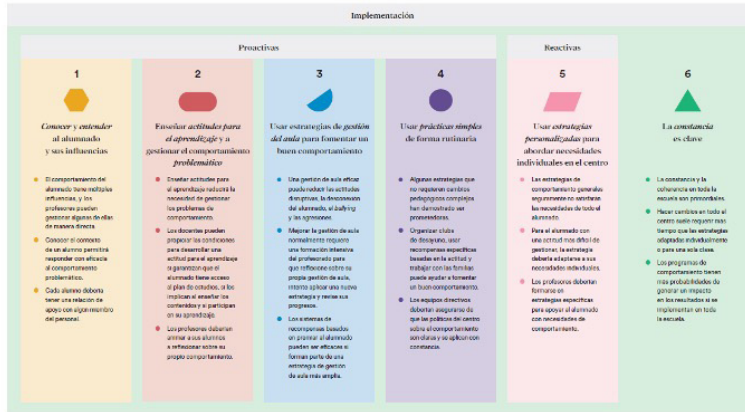 Implementación
Proactivas
Reactivas
1
Conocer y entender
al alumnado
y sus influencias
El comportamiento del
alumnado tiene múltiples
influencias, y los
profesores pueden
gestionar algunas de ellas
de manera directa.
Conocer el contexto
de un alumno permitirá
responder con eficacia
al comportamiento
problemático.
Cada alumno debería
tener una relación de
apoyo con algún miembro
del personal.
2
Enseñar actitudes para
el aprendizaje y a
gestionar el comportamiento
problemático
Enseñar actitudes para
el aprendizaje reducirá la
necesidad de gestionar
los problemas de
comportamiento.
Los docentes pueden
propiciar las condiciones
para desarrollar una
actitud para el aprendizaje
si garantizan que el
alumnado tiene acceso
al plan de estudios, si los
implican al enseñar los
contenidos y si participan
en su aprendizaje.
Los profesores deberían
animar a sus alumnos
a reflexionar sobre su
propio comportamiento.
3
Usar estrategias de gestión
del aula para fomentar un
buen comportamiento
Una gestión de aula eficaz
puede reducir las actitudes
disruptivas, la desconexión
del alumnado, el bullying
y las agresiones.
Mejorar la gestión de aula
normalmente requiere
una formación intensiva
del profesorado para
que reflexione sobre su
propia gestión de aula,
intente aplicar una nueva
estrategia y revise sus
progresos.
Los sistemas de
recompensas basados
en premiar al alumnado
pueden ser eficaces si
forman parte de una
estrategia de gestión
de aula más amplia.
4
Usar prácticas simples
de forma rutinaria
Algunas estrategias que
no requieren cambios
pedagógicos complejos
han demostrado ser
prometedoras.
Organizar clubs
de desayuno, usar
recompensas específicas
basadas en la actitud y
trabajar con las familias
puede ayudar a fomentar
un buen comportamiento.
Los equipos directivos
deberían asegurarse de
que las políticas del centro
sobre el comportamiento
son claras y se aplican con
constancia.
5
Usar estrategias
personalizadas para
abordar necesidades
individuales en el centro
Las estrategias de
comportamiento generales
seguramente no satisfarán
las necesidades de todo el
alumnado.
Para el alumnado con
una actitud más difícil de
gestionar, la estrategia
debería adaptarse a
sus necesidades
individuales.
Los profesores deberían
formarse en
estrategias específicas
para apoyar al alumnado
con necesidades de
comportamiento.
6
La constancia
es clave
La constancia y la
coherencia en toda la
escuela son primordiales.
Hacer cambios en todo el
centro suele requerir más
tiempo que las estrategias
adaptadas individualmente
o para una sola clase.
Los programas de
comportamiento tienen
más probabilidades de
generar un impacto
en los resultados si se
implementan en toda
la escuela.